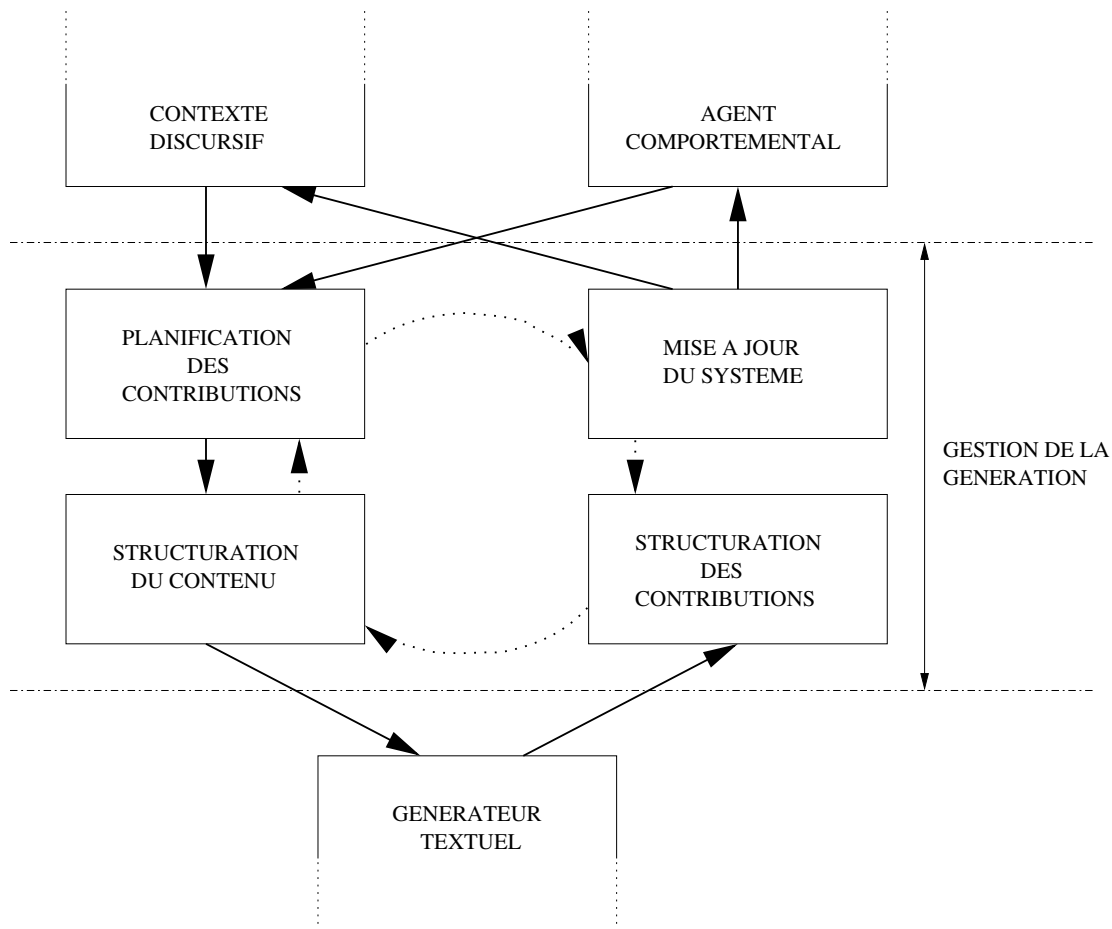 CONTEXTE
DISCURSIF
AGENT
COMPORTEMENTAL
PLANIFICATION
DES
CONTRIBUTIONS
MISE A JOUR
DU SYSTEME
GESTION DE LA
GENERATION
STRUCTURATION
DU CONTENU
STRUCTURATION
DES
CONTRIBUTIONS
GENERATEUR
TEXTUEL